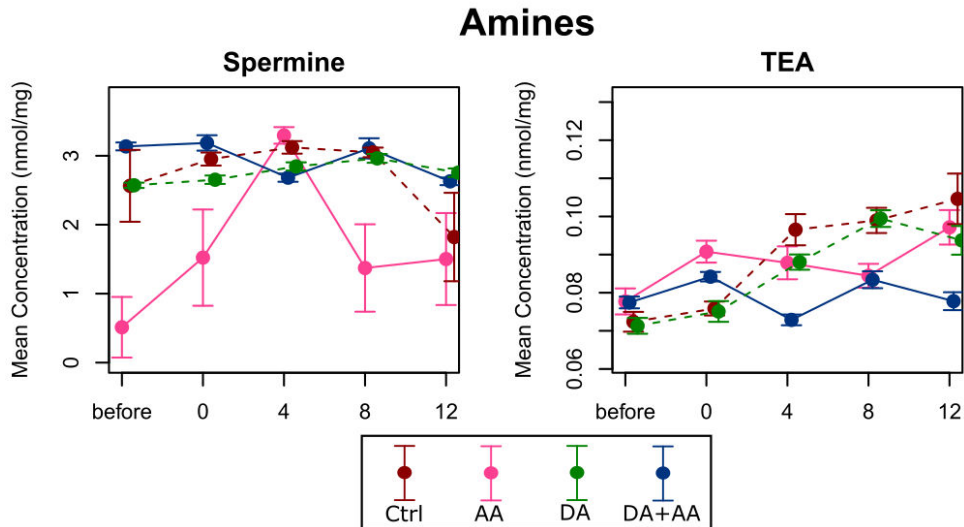 Amines
Spermine
Mean Concentration (nmol/mg)
3
2
1
0
before 0 4 8 12
TEA
Mean Concentration (nmol/mg)
0.12
0.10
0.08
0.06
before 0 4 8 12
Ctrl AA DA DA+AA